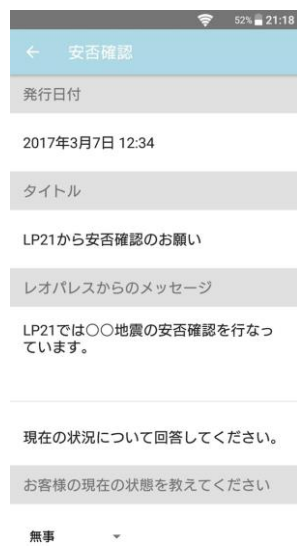 52% 21:18
← 安否確認
発行日付
2017年3月7日 12:34
タイトル
LP21から安否確認のお願い
レオパレスからのメッセージ
LP21では○○地震の安否確認を行なっ
ています。
現在の状況について回答してください。
お客様の現在の状態を教えてください
無事